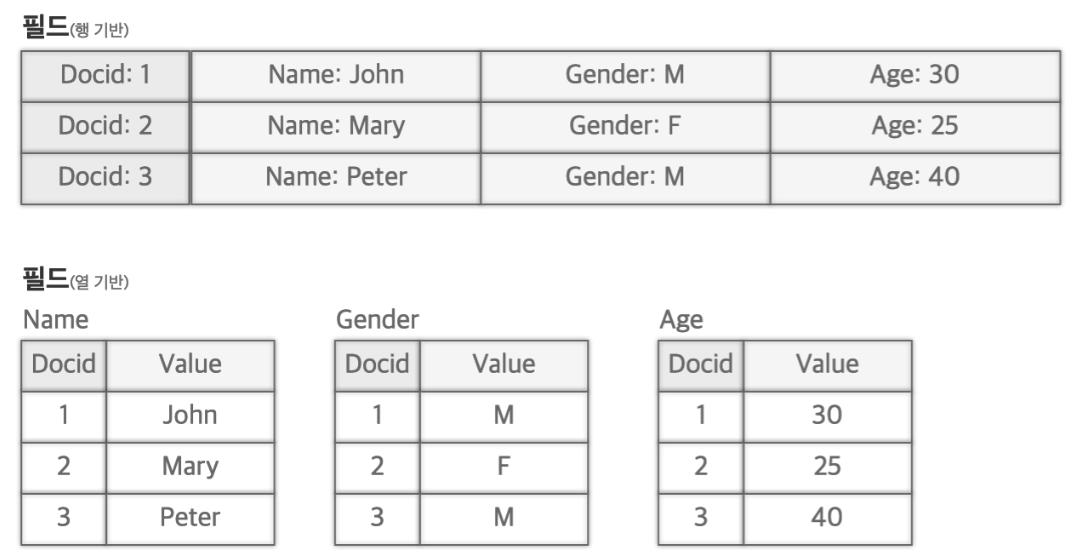 필드(행 기반)
Docid: 1 Name: John Gender: M Age: 30
Docid: 2 Name: Mary Gender: F Age: 25
Docid: 3 Name: Peter Gender: M Age: 40
필드(열 기반)
Name Gender Age
Docid Value Docid Value Docid Value
1 John 1 M 1 30
2 Mary 2 F 2 25
3 Peter 3 M 3 40